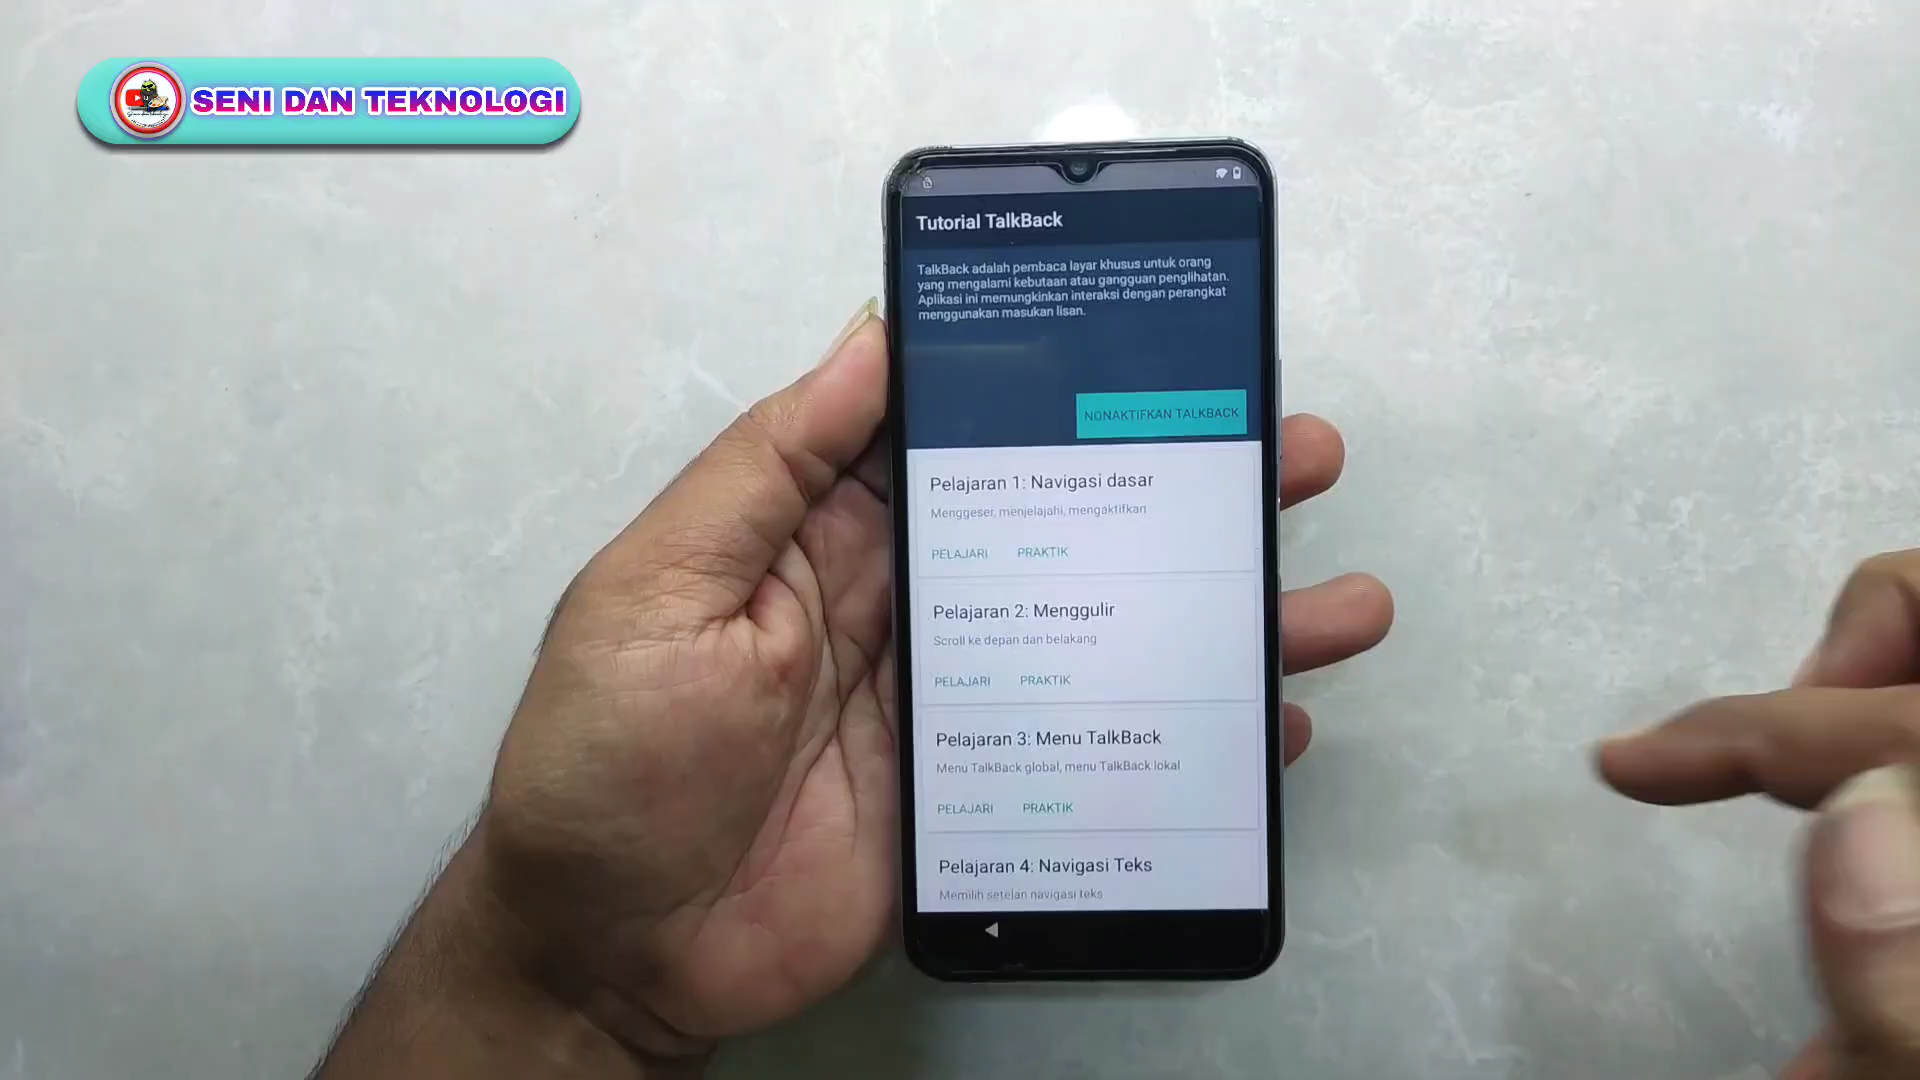 SENI DAN TEKNOLOGI
Tutorial TalkBack
TalkBack adalah pembaca layar khusus untuk orang
yang mengalami kebutaan atau gangguan penglihatan.
Aplikasi ini memungkinkan interaksi dengan perangkat
menggunakan masukan lisan.
NONAKTIFKAN TALKBACK
Pelajaran 1: Navigasi dasar
Menggeser, menjelajahi, mengaktifkan
PELAJARI PRAKTIK
Pelajaran 2: Menggulir
Scroll ke depan dan belakang
PELAJARI PRAKTIK
Pelajaran 3: Menu TalkBack
Menu TalkBack global, menu TalkBack lokal
PELAJARI PRAKTIK
Pelajaran 4: Navigasi Teks
Memilih setelan navigasi teks